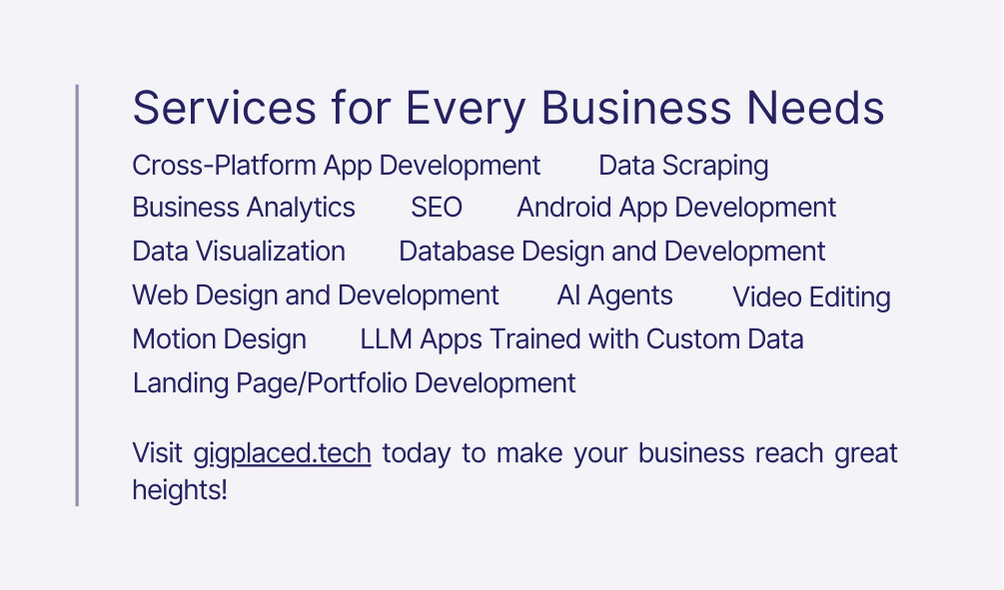 Services for Every Business Needs
Cross-Platform App Development Data Scraping
Business Analytics SEO Android App Development
Data Visualization Database Design and Development
Web Design and Development AI Agents Video Editing
Motion Design LLM Apps Trained with Custom Data
Landing Page/Portfolio Development
Visit gigplaced.tech today to make your business reach great
heights!